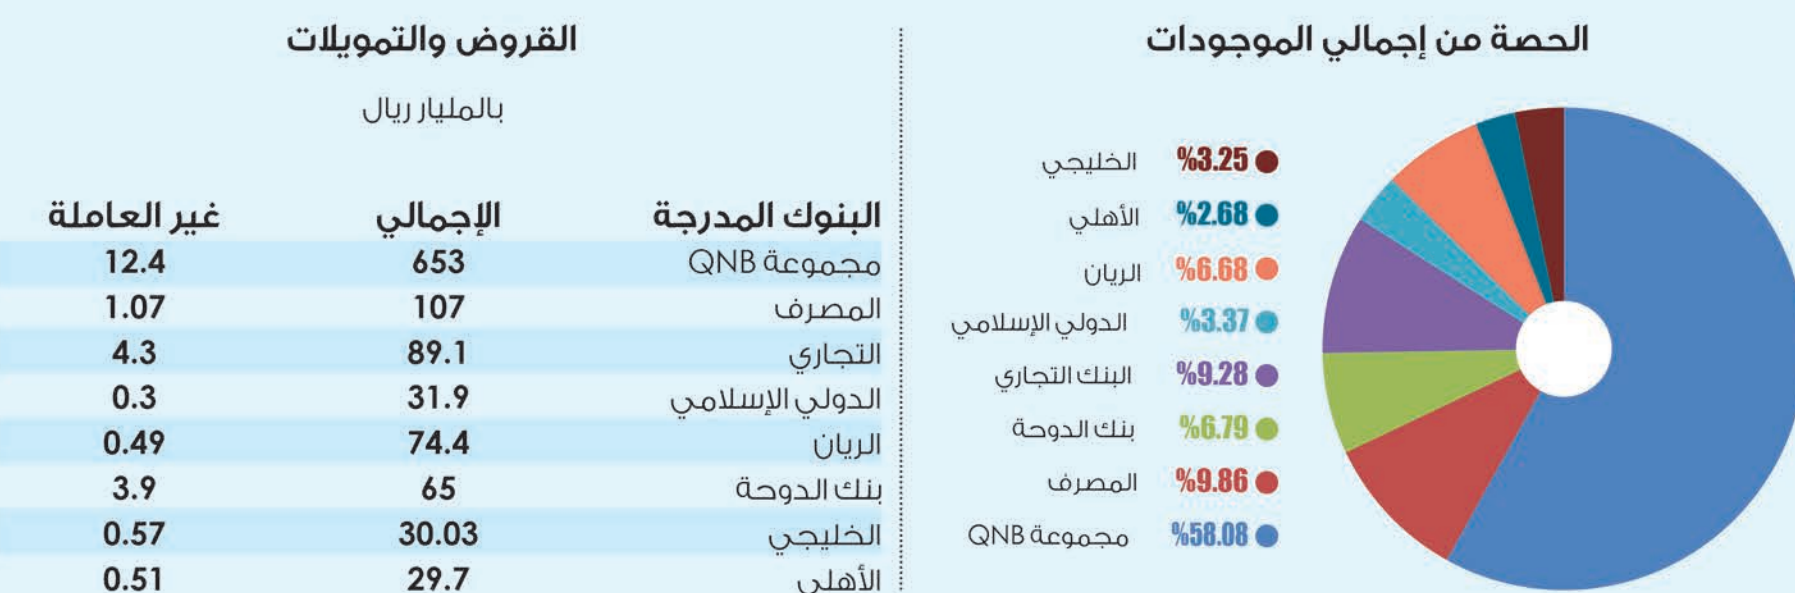 الحصة من إجمالي الموجودات
%3.25 الخليجي
%2.68 الأهلي
%6.68 الريان
%3.37 الدولي الإسلامي
%9.28 البنك التجاري
%6.79 بنك الدوحة
%9.86 المصرف
%58.08 مجموعة QNB
القروض والتمويلات
بالمليار ريال
البنوك المدرجة الإجمالي غير العاملة
مجموعة QNB 653 12.4
المصرف 107 1.07
التجاري 89.1 4.3
الدولي الإسلامي 31.9 0.3
الريان 74.4 0.49
بنك الدوحة 65 3.9
الخليجي 30.03 0.57
الأهلي 29.7 0.51